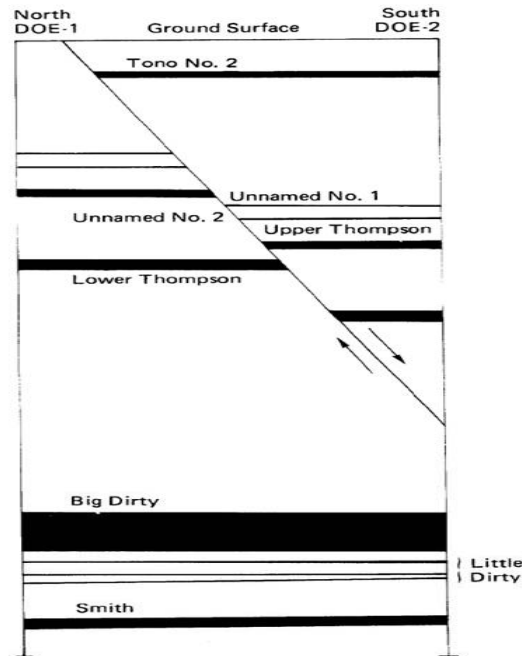 North
DOE-1
Ground Surface
South
DOE-2
Tono No. 2
Unnamed No. 1
Unnamed No. 2
Upper Thompson
Lower Thompson
Big Dirty
Little
Dirty
Smith